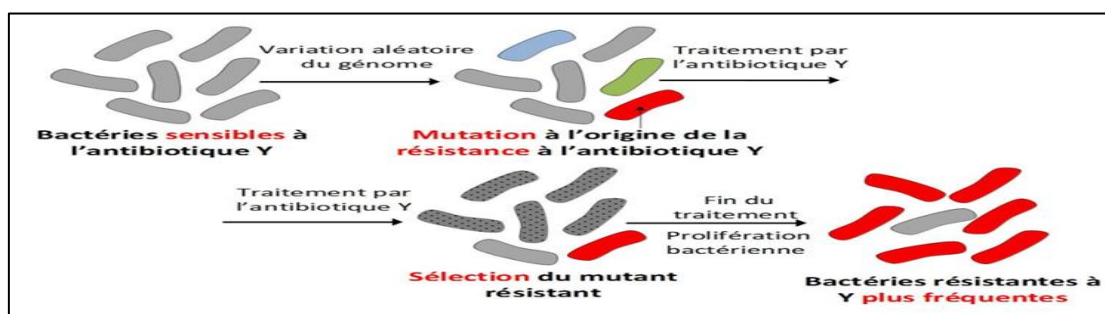 Variation aléatoire
du génome
Traitement par
l'antibiotique Y
Bactéries sensibles à
l'antibiotique Y
Mutation à l'origine de la
résistance à l'antibiotique Y
Traitement par
l'antibiotique Y
Fin du
traitement
Prolifération
bactérienne
Sélection du mutant
résistant
Bactéries résistantes à
Y plus fréquentes